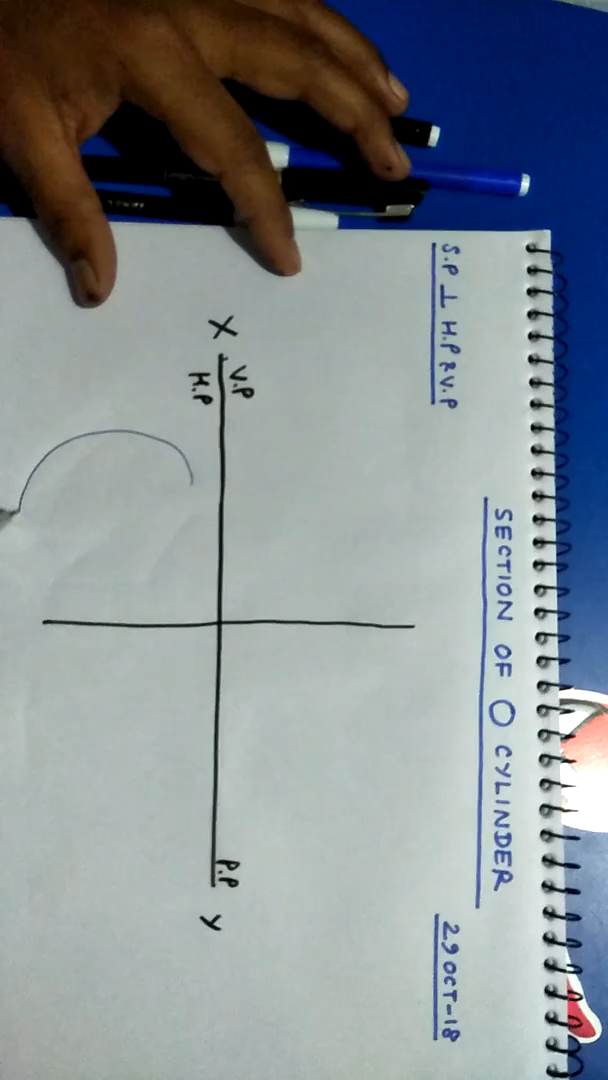 SECTION OF O CYLINDER
S.P ⊥ H.P & V.P
29 OCT-18
X
V.P
H.P
P.P
Y